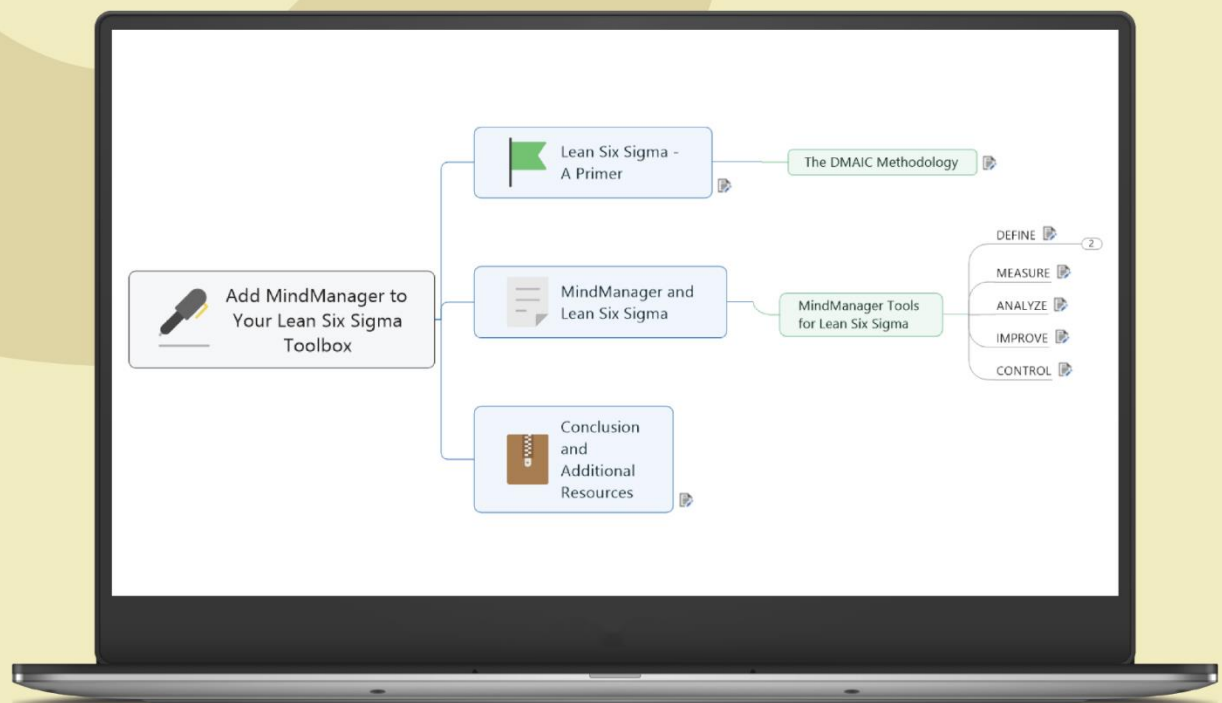 Lean Six Sigma -
A Primer
The DMAIC Methodology
Add MindManager to
Your Lean Six Sigma
Toolbox
MindManager and
Lean Six Sigma
MindManager Tools
for Lean Six Sigma
DEFINE
2
MEASURE
ANALYZE
IMPROVE
CONTROL
Conclusion
and
Additional
Resources